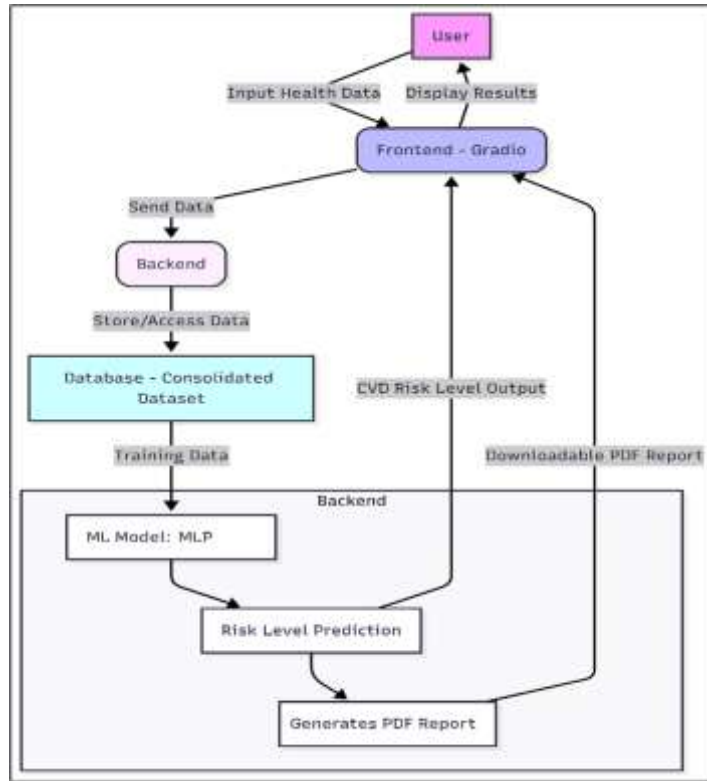 User
Input Health Data
Display Results
Frontend - Gradio
Send Data
Backend
Store/Access Data
Database - Consolidated
Dataset
CVD Risk Level Output
Training Data
Downloadable PDF Report
Backend
ML Model: MLP
Risk Level Prediction
Generates PDF Report